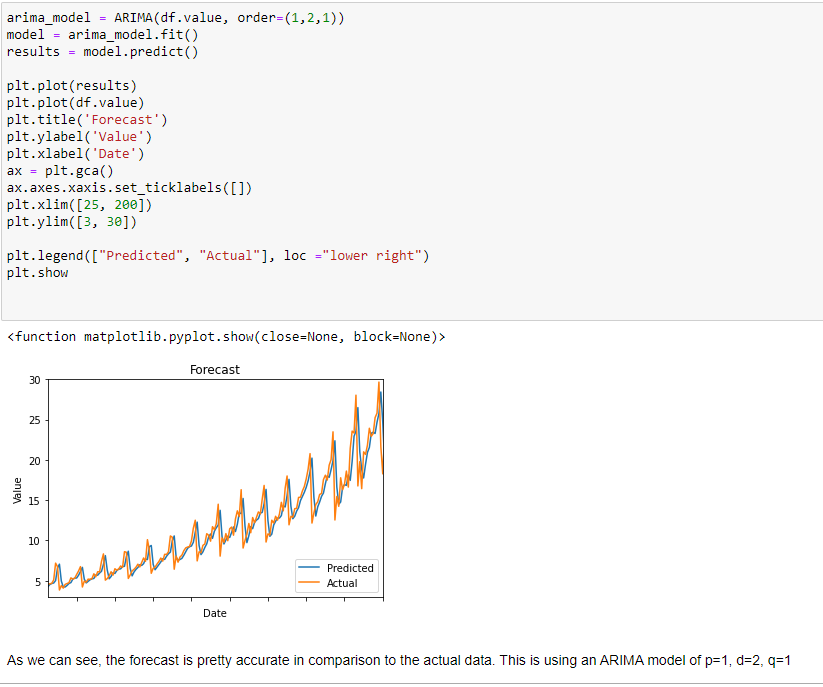 arima_model = ARIMA(df.value, order=(1,2,1))
model = arima_model.fit()
results = model.predict()
plt.plot(results)
plt.plot(df.value)
plt.title('Forecast')
plt.ylabel('Value')
plt.xlabel('Date')
ax = plt.gca()
ax.axes.xaxis.set_ticklabels([])
plt.xlim([25, 200])
plt.ylim([3, 30])
plt.legend(["Predicted", "Actual"], loc ="lower right")
plt.show
<function matplotlib.pyplot.show(close=None, block=None)>
Forecast
30
25
20
15
10
5
Value
Predicted
Actual
Date
As we can see, the forecast is pretty accurate in comparison to the actual data. This is using an ARIMA model of p=1, d=2, q=1